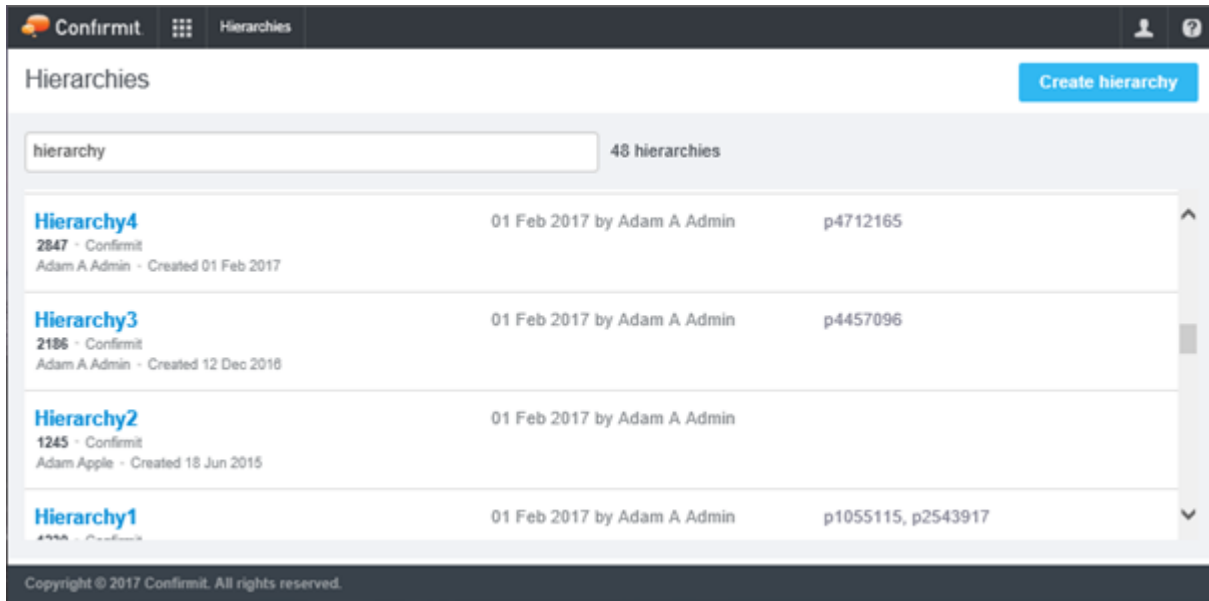 Confirmit. Hierarchies
Hierarchies Create hierarchy
hierarchy 48 hierarchies
Hierarchy4 01 Feb 2017 by Adam A Admin p4712165
2847 - Confirmit
Adam A Admin - Created 01 Feb 2017
Hierarchy3 01 Feb 2017 by Adam A Admin p4457096
2186 - Confirmit
Adam A Admin - Created 12 Dec 2016
Hierarchy2 01 Feb 2017 by Adam A Admin
1245 - Confirmit
Adam Apple - Created 18 Jun 2015
Hierarchy1 01 Feb 2017 by Adam A Admin p1055115, p2543917
Copyright © 2017 Confirmit. All rights reserved.